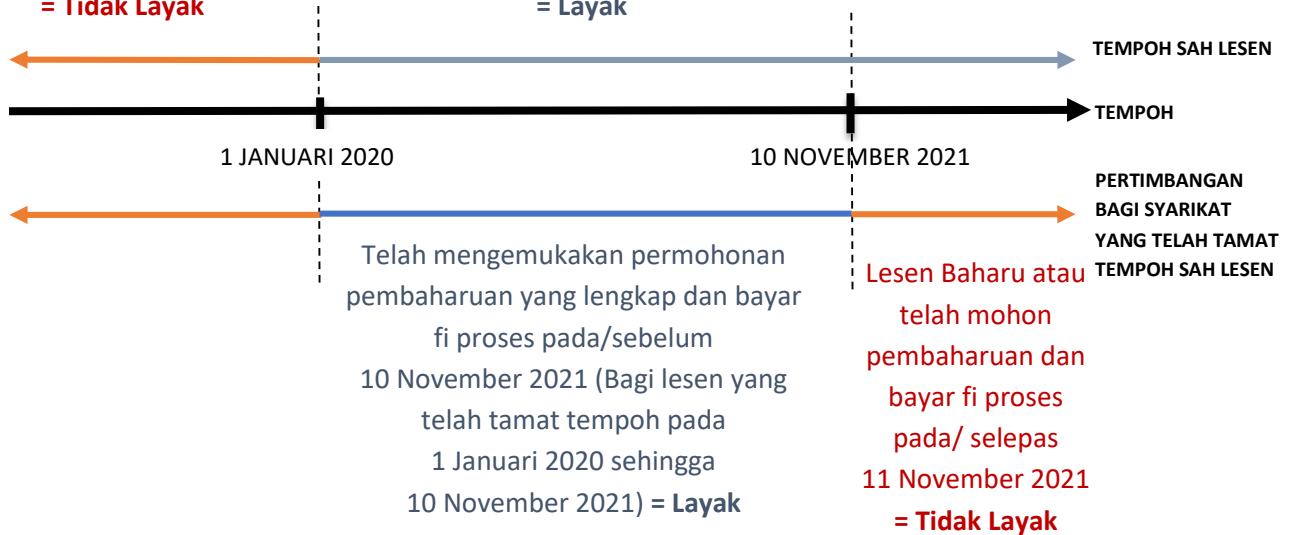 = Tidak Layak
= Layak
TEMPOH SAH LESEN
TEMPOH
1 JANUARI 2020
10 NOVEMBER 2021
PERTIMBANGAN
BAGI SYARIKAT
YANG TELAH TAMAT
TEMPOH SAH LESEN
Telah mengemukakan permohonan
pembaharuan yang lengkap dan bayar
fi proses pada/sebelum
10 November 2021 (Bagi lesen yang
telah tamat tempoh pada
1 Januari 2020 sehingga
10 November 2021) = Layak
Lesen Baharu atau
telah mohon
pembaharuan dan
bayar fi proses
pada/ selepas
11 November 2021
= Tidak Layak